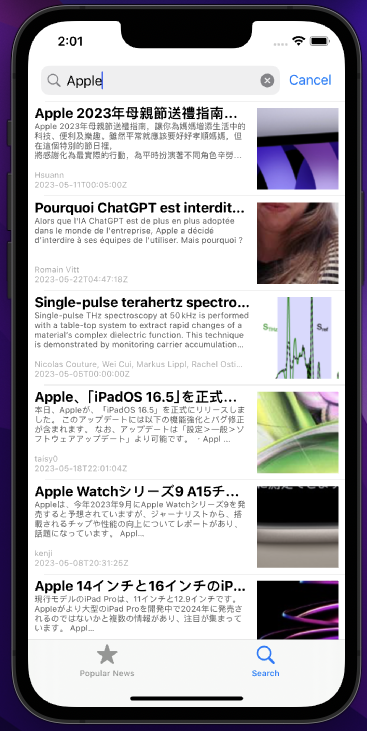 2:01
Apple
Cancel
Apple 2023年母親節送禮指南...
Apple 2023年母親節送禮指南，讓你為媽媽增添生活中的
科技、便利及樂趣。雖然平常就應該要好好孝順媽媽，但
在這個特別的節日裡，
將感謝化為最實際的行動，為平時扮演著不同角色辛勞...
Hsuann
2023-05-11T00:05:00Z
Pourquoi ChatGPT est interdit...
Alors que l'IA ChatGPT est de plus en plus adoptée
dans le monde de l'entreprise, Apple a décidé
d'interdire à ses équipes de l'utiliser. Mais pourquoi ?
Romain Vitt
2023-05-22T04:47:18Z
Single-pulse terahertz spectro...
Single-pulse THz spectroscopy at 50 kHz is performed
with a table-top system to extract rapid changes of a
material's complex dielectric function. This technique
is demonstrated by monitoring carrier accumulation...
Nicolas Couture, Wei Cui, Markus Lippl, Rachel Osti...
2023-05-05T00:00:00Z
Apple、「iPadOS 16.5」を正式...
本日、Appleが、「iPadOS 16.5」を正式にリリースしま
した。 このアップデートには以下の機能強化とバグ修正
が含まれます。 なお、アップデートは「設定＞一般＞ソ
フトウェアアップデート」より可能です。 ・Appl ...
taisy0
2023-05-18T22:01:04Z
Apple Watchシリーズ9 A15チ...
Appleは、今年2023年9月にApple Watchシリーズ9を発
売すると予想されていますが、ジャーナリストから、搭
載されるチップや性能の向上についてレポートがあり、
話題になっています。 Appl...
kenji
2023-05-08T20:31:25Z
Apple 14インチと16インチのiP...
現行モデルのiPad Proは、11インチと12.9インチです。
Appleがより大型のiPad Proを開発中で2024年に発売さ
れるのではないかと複数の情報があり、注目が集まって
います。 Appl...
Popular News
Search